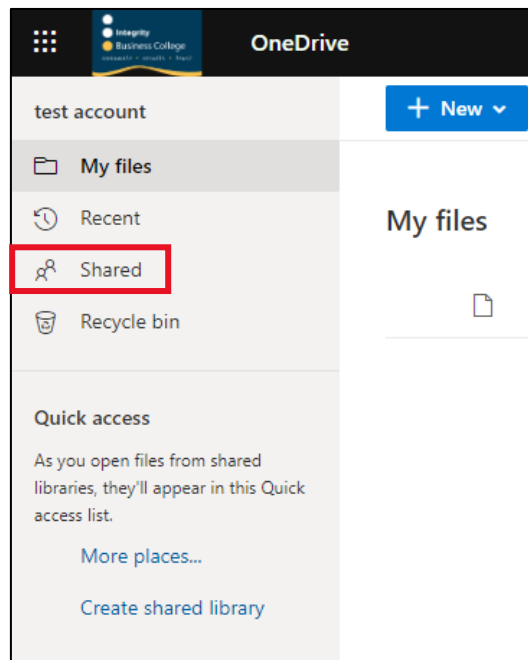 Integrity
Business College
OneDrive
test account
New
My files
Recent
Shared
Recycle bin
My files
Quick access
As you open files from shared
libraries, they'll appear in this Quick
access list.
More places...
Create shared library